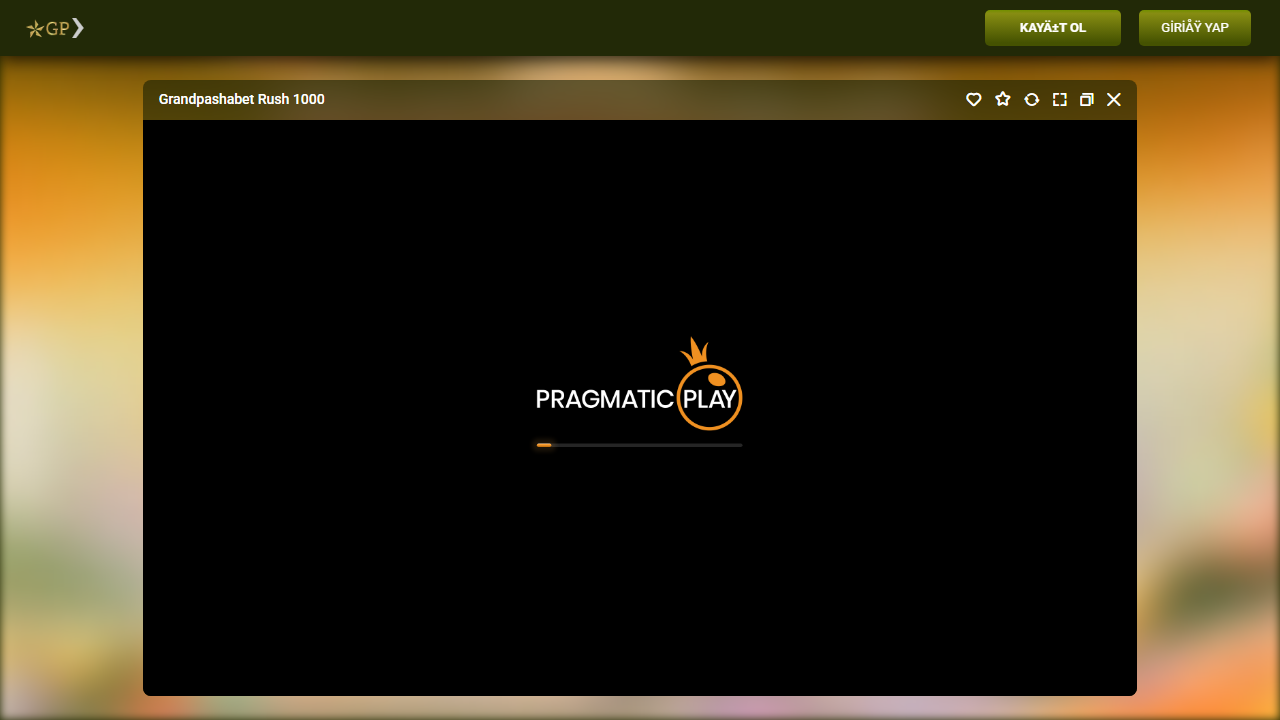 GP
KAYÄ±T OL
GİRİÅŸ YAP
Grandpashabet Rush 1000
PRAGMATIC PLAY